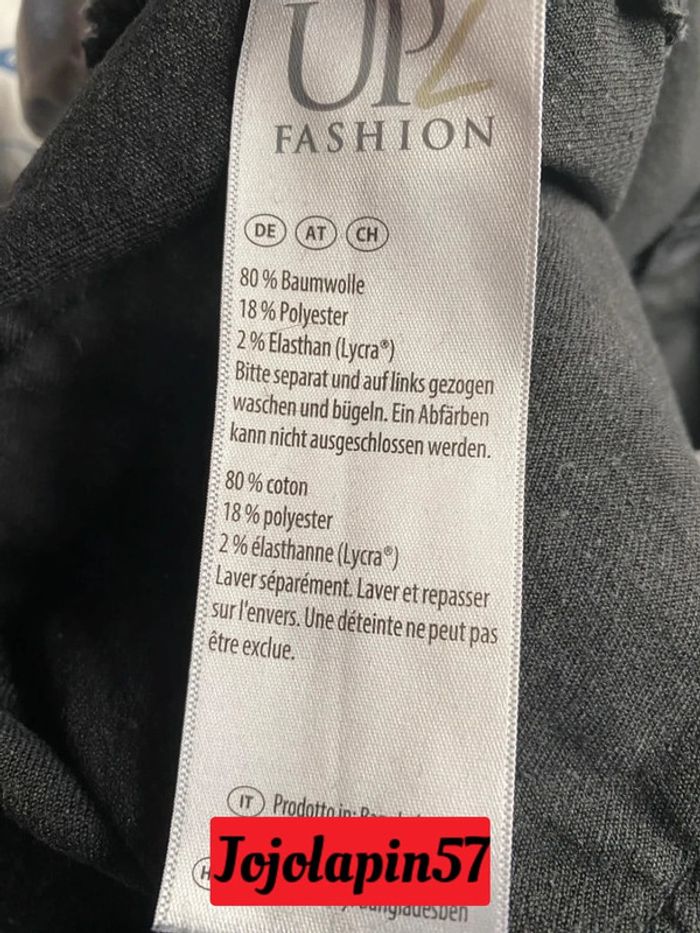 UP2
FASHION
DE AT CH
80 % Baumwolle
18 % Polyester
2 % Elasthan (Lycra®)
Bitte separat und auf links gezogen
waschen und bügeln. Ein Abfärben
kann nicht ausgeschlossen werden.
80 % coton
18 % polyester
2 % élasthanne (Lycra®)
Laver séparément. Laver et repasser
sur l'envers. Une déteinte ne peut pas
être exclue.
IT Prodotto in:
Jojolapin57